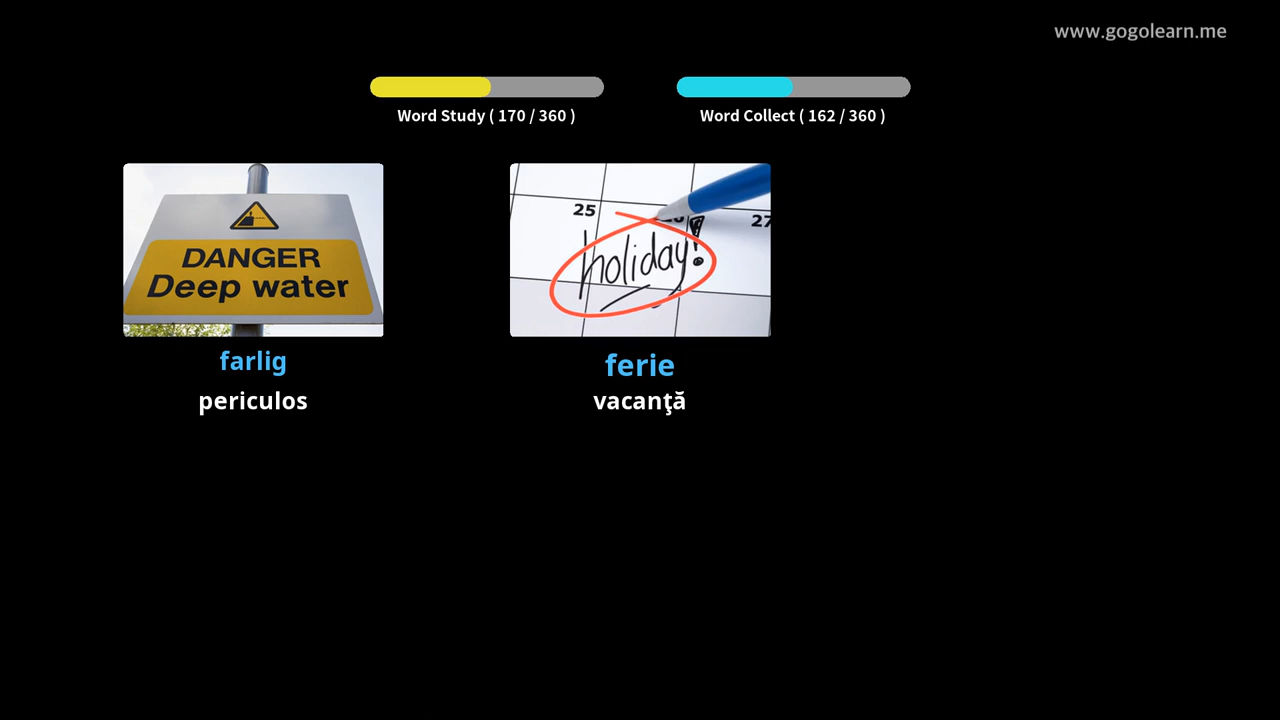 www.gogolearn.me
Word Study ( 170 / 360 )
Word Collect ( 162 / 360 )
DANGER
Deep water
25
27
holiday!
farlig
ferie
periculos
vacanţă